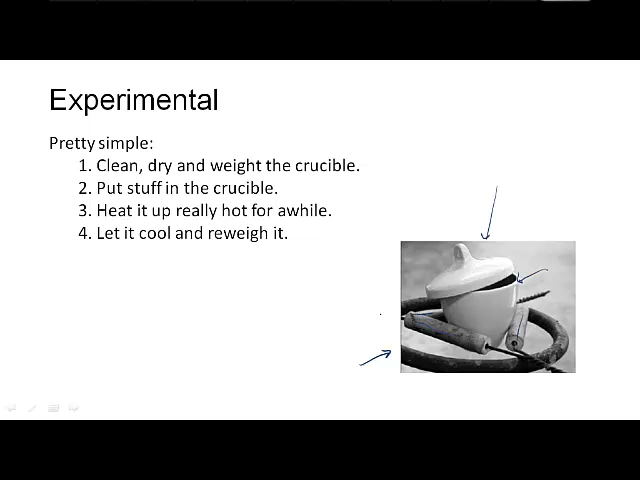 Experimental
Pretty simple:
1. Clean, dry and weight the crucible.
2. Put stuff in the crucible.
3. Heat it up really hot for awhile.
4. Let it cool and reweigh it.